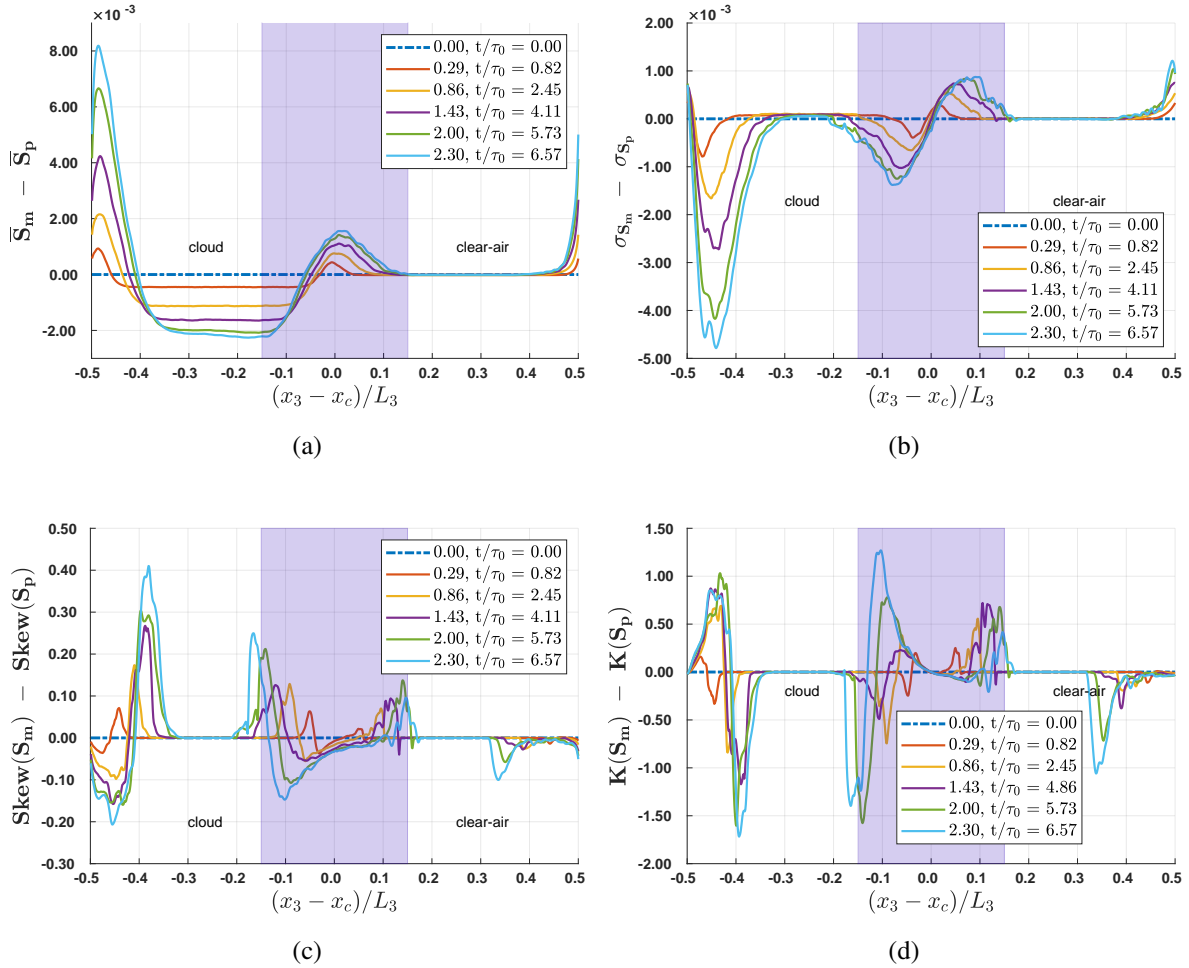 ×10 -3
8.00
6.00
4.00
2.00
0.00
-2.00
S̅m − S̅p
0.00, t/τ0 = 0.00
0.29, t/τ0 = 0.82
0.86, t/τ0 = 2.45
1.43, t/τ0 = 4.11
2.00, t/τ0 = 5.73
2.30, t/τ0 = 6.57
cloud
clear-air
-0.5 -0.4 -0.3 -0.2 -0.1 0.0 0.1 0.2 0.3 0.4 0.5
(x3 − xc)/L3
(a)
×10 -3
2.00
1.00
0.00
-1.00
-2.00
-3.00
-4.00
-5.00
σSm − σSp
cloud
clear-air
0.00, t/τ0 = 0.00
0.29, t/τ0 = 0.82
0.86, t/τ0 = 2.45
1.43, t/τ0 = 4.11
2.00, t/τ0 = 5.73
2.30, t/τ0 = 6.57
-0.5 -0.4 -0.3 -0.2 -0.1 0.0 0.1 0.2 0.3 0.4 0.5
(x3 − xc)/L3
(b)
0.50
0.40
0.30
0.20
0.10
0.00
-0.10
-0.20
-0.30
Skew(Sm) − Skew(Sp)
0.00, t/τ0 = 0.00
0.29, t/τ0 = 0.82
0.86, t/τ0 = 2.45
1.43, t/τ0 = 4.11
2.00, t/τ0 = 5.73
2.30, t/τ0 = 6.57
cloud
clear-air
-0.5 -0.4 -0.3 -0.2 -0.1 0.0 0.1 0.2 0.3 0.4 0.5
(x3 − xc)/L3
(c)
1.50
1.00
0.50
0.00
-0.50
-1.00
-1.50
-2.00
K(Sm) − K(Sp)
cloud
clear-air
0.00, t/τ0 = 0.00
0.29, t/τ0 = 0.82
0.86, t/τ0 = 2.45
1.43, t/τ0 = 4.86
2.00, t/τ0 = 5.73
2.30, t/τ0 = 6.57
-0.5 -0.4 -0.3 -0.2 -0.1 0.0 0.1 0.2 0.3 0.4 0.5
(x3 − xc)/L3
(d)